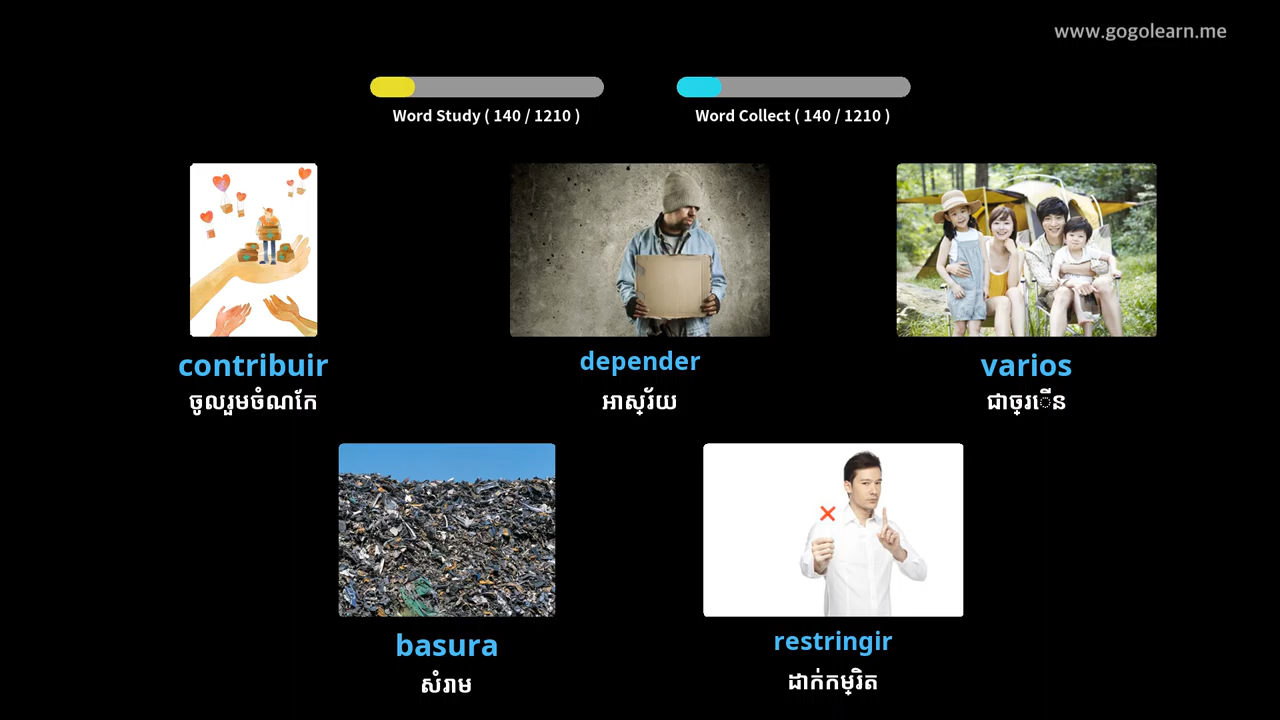 www.gogolearn.me
Word Study ( 140 / 1210 )
Word Collect ( 140 / 1210 )
contribuir
ចូលរួមចំណែក
depender
អាស្រ័យ
varios
ជាច្រើន
basura
សំរាម
restringir
ដាក់កម្រិត